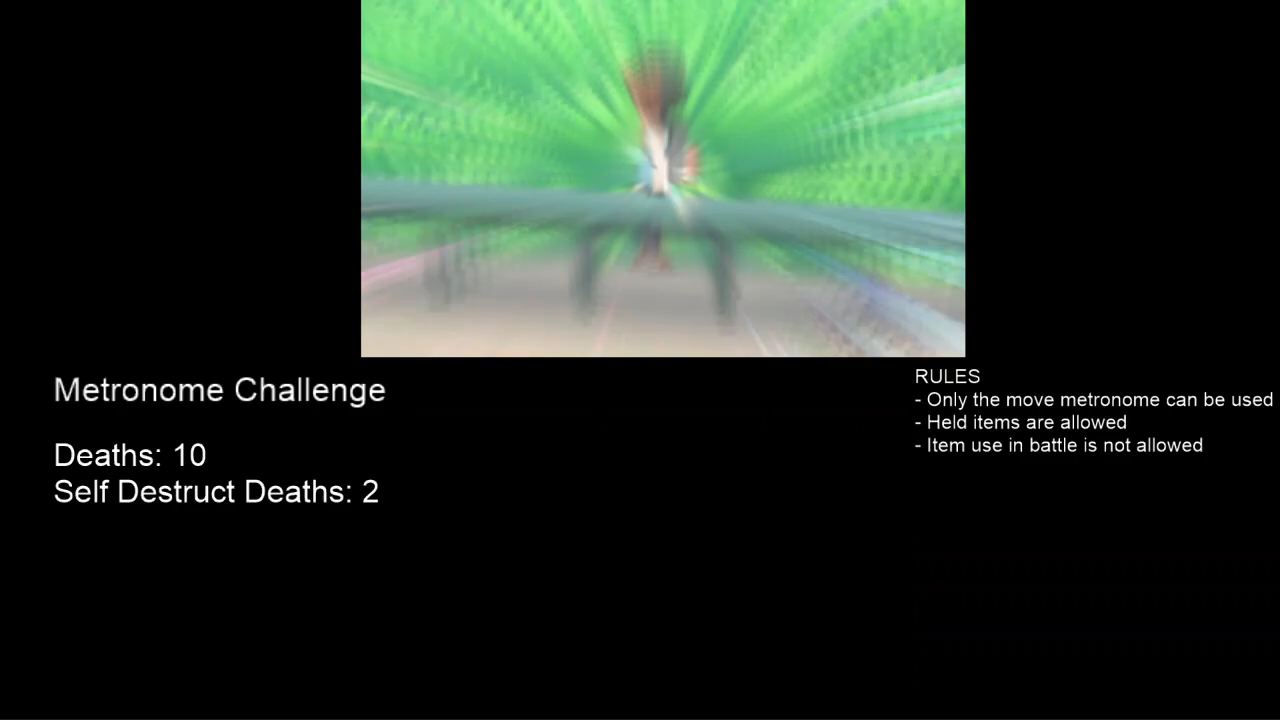 Metronome Challenge
Deaths: 10
Self Destruct Deaths: 2
RULES
- Only the move metronome can be used
- Held items are allowed
- Item use in battle is not allowed